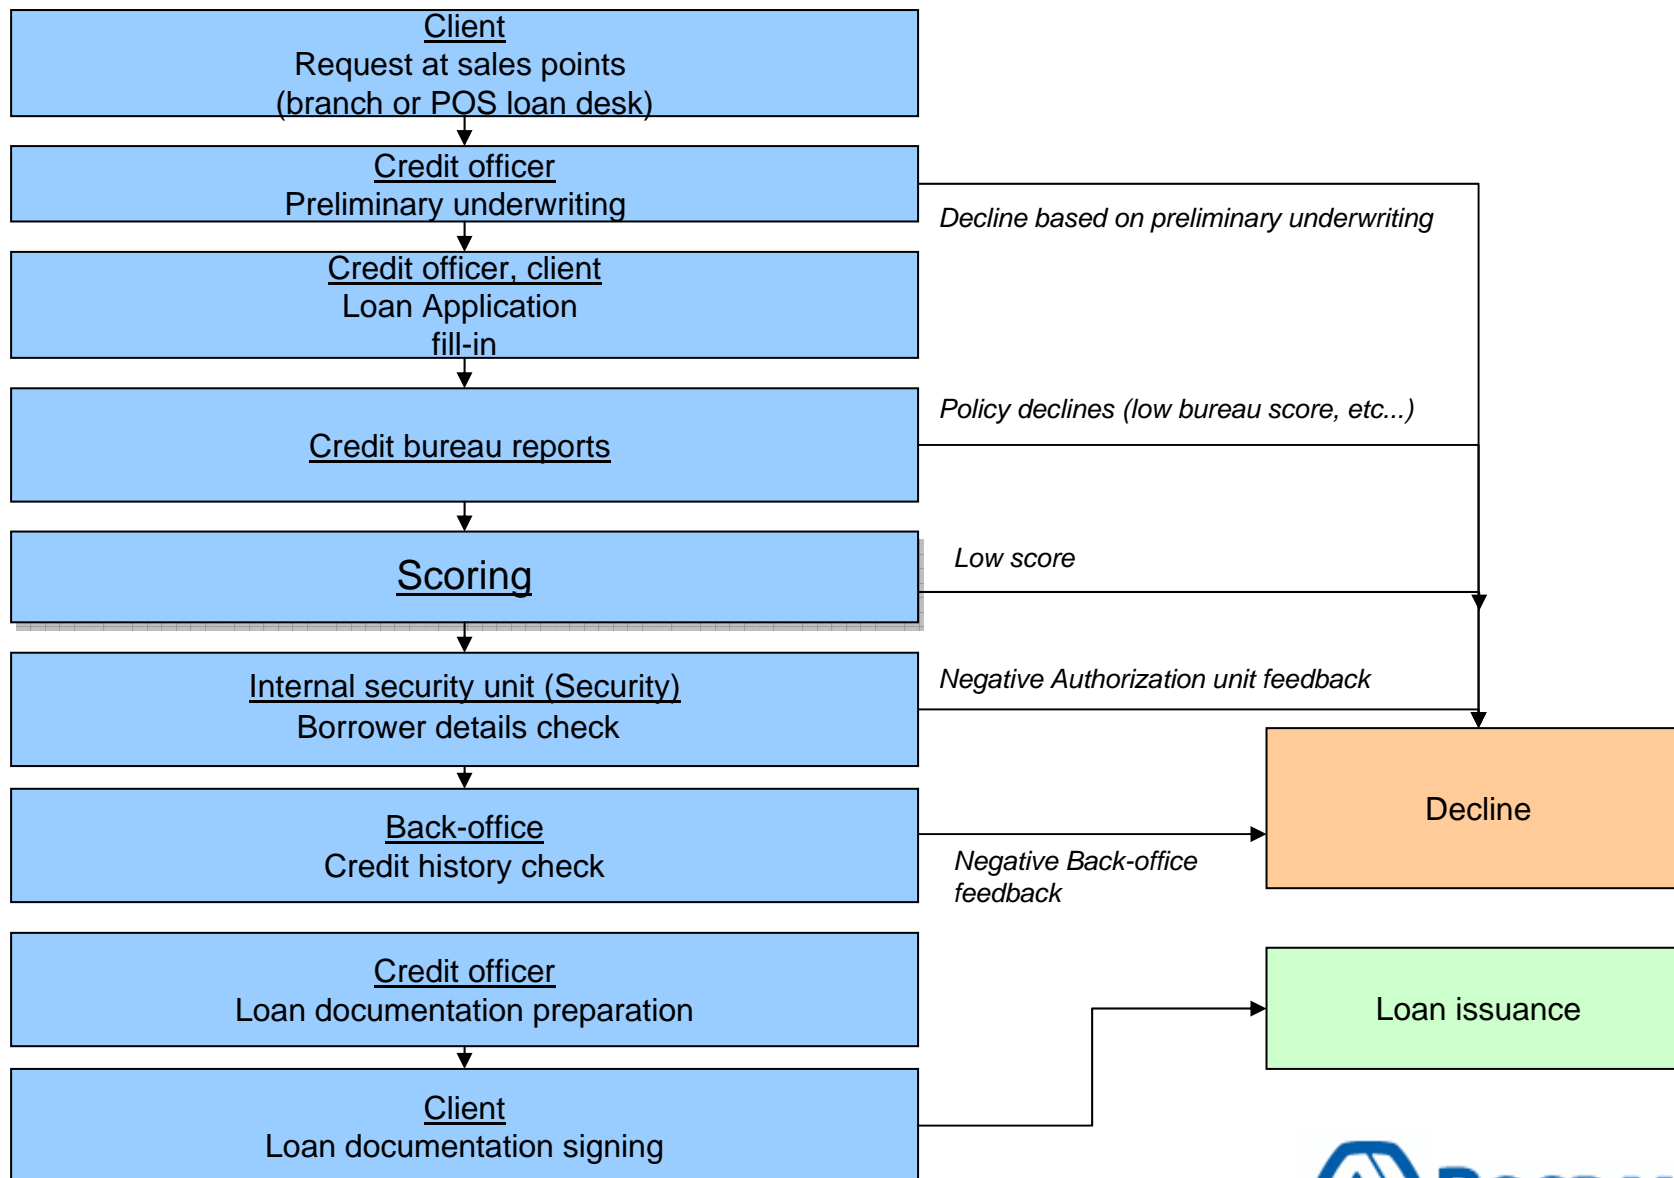 Client
Request at sales points
(branch or POS loan desk)
Credit officer
Preliminary underwriting
Decline based on preliminary underwriting
Credit officer, client
Loan Application
fill-in
Policy declines (low bureau score, etc...)
Credit bureau reports
Low score
Scoring
Internal security unit (Security)
Borrower details check
Negative Authorization unit feedback
Decline
Back-office
Credit history check
Negative Back-office
feedback
Credit officer
Loan documentation preparation
Loan issuance
Client
Loan documentation signing